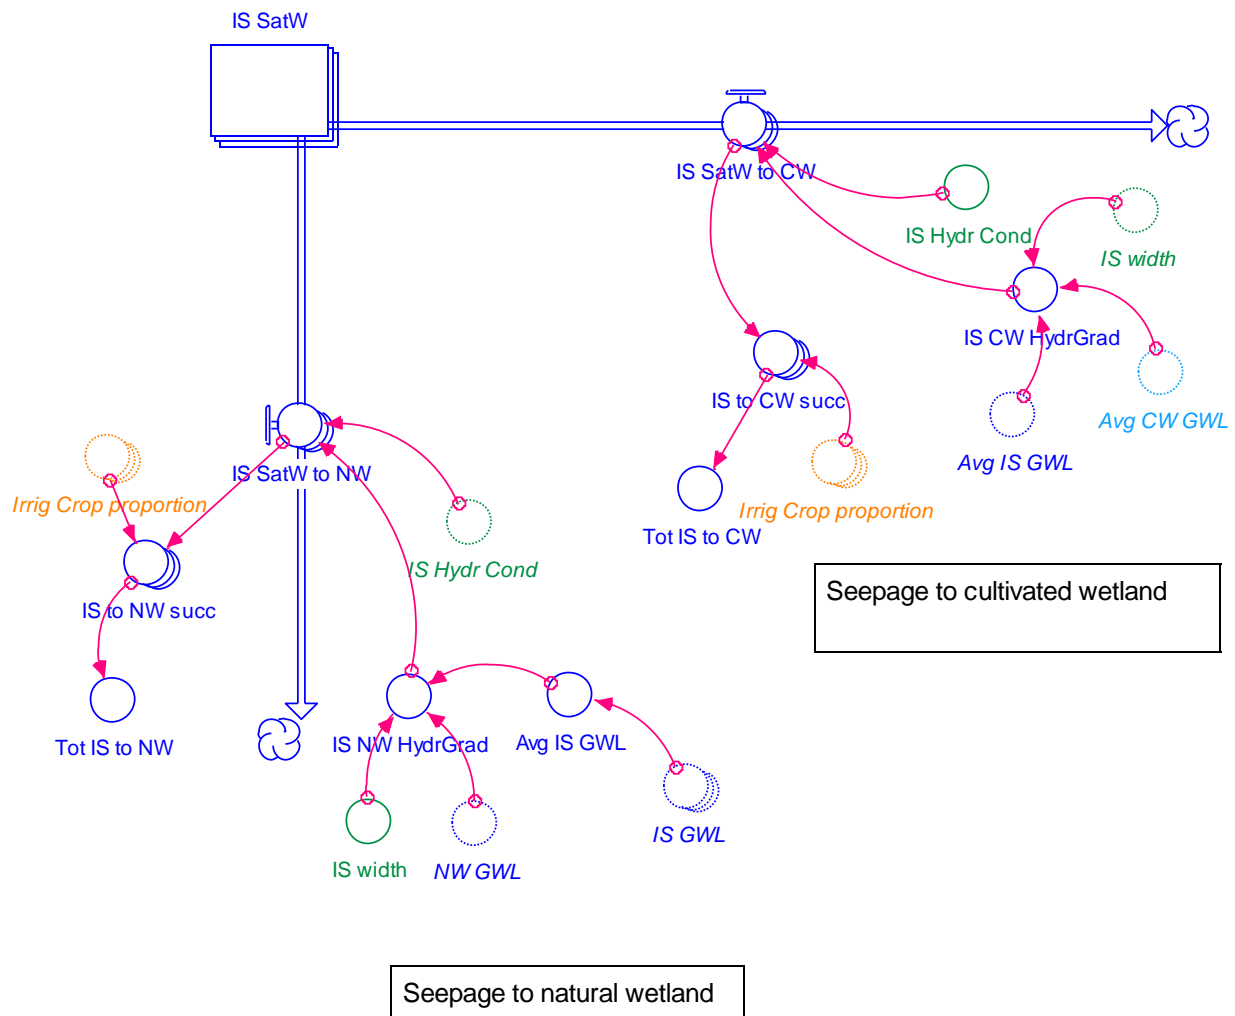 IS SatW
IS SatW to CW
IS Hydr Cond
IS width
IS CW HydrGrad
Avg CW GWL
Avg IS GWL
IS to CW succ
Irrig Crop proportion
Tot IS to CW
IS SatW to NW
Irrig Crop proportion
IS Hydr Cond
IS to NW succ
Seepage to cultivated wetland
Tot IS to NW
IS NW HydrGrad
Avg IS GWL
IS GWL
IS width
NW GWL
Seepage to natural wetland